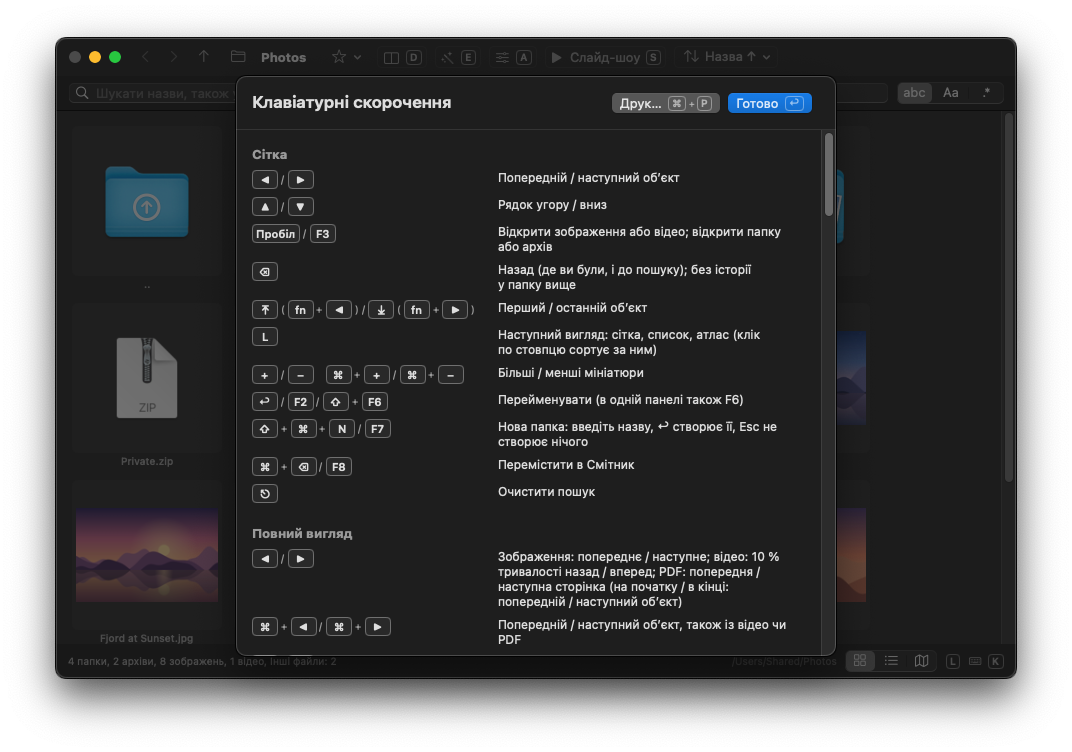 Photos
D
E
A
Слайд-шоу S
Назва ↑
Шукати назви, також
abc Aa .*
Клавіатурні скорочення
Друк... ⌘ + P
Готово ↩
Сітка
◀ / ▶ Попередній / наступний об’єкт
▲ / ▼ Рядок угору / вниз
Пробіл / F3 Відкрити зображення або відео; відкрити папку
або архів
⌫ Назад (де ви були, і до пошуку); без історії
у папку вище
⤒ ( fn + ◀ ) / ⤓ ( fn + ▶ ) Перший / останній об’єкт
L Наступний вигляд: сітка, список, атлас (клік
по стовпцю сортує за ним)
+ / − ⌘ + + / ⌘ + − Більші / менші мініатюри
↩ / F2 / ⇧ + F6 Перейменувати (в одній панелі також F6)
⇧ + ⌘ + N / F7 Нова папка: введіть назву, ↩ створює її, Esc не
створює нічого
⌘ + ⌫ / F8 Перемістити в Смітник
⎋ Очистити пошук
Повний вигляд
◀ / ▶ Зображення: попереднє / наступне; відео: 10 %
тривалості назад / вперед; PDF: попередня /
наступна сторінка (на початку / в кінці:
попередній / наступний об’єкт)
⌘ + ◀ / ⌘ + ▶ Попередній / наступний об’єкт, також із відео чи
PDF
..
ZIP
Private.zip
Fjord at Sunset.jpg
4 папки, 2 архіви, 8 зображень, 1 відео, Інші файли: 2
/Users/Shared/Photos
L
K